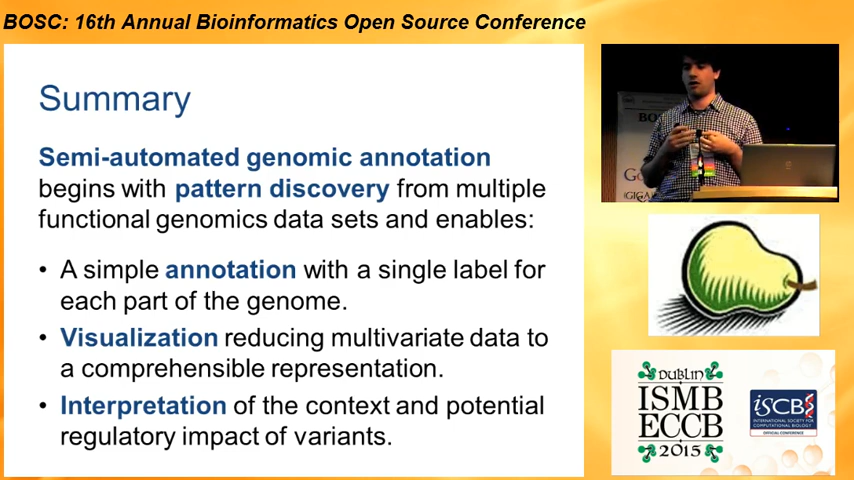 BOSC: 16th Annual Bioinformatics Open Source Conference
Summary
Semi-automated genomic annotation
begins with pattern discovery from multiple
functional genomics data sets and enables:
• A simple annotation with a single label for
each part of the genome.
• Visualization reducing multivariate data to
a comprehensible representation.
• Interpretation of the context and potential
regulatory impact of variants.
DUBLIN
ISMB
ECCB
2015
iSCB
INTERNATIONAL SOCIETY FOR
COMPUTATIONAL BIOLOGY
OFFICIAL CONFERENCE